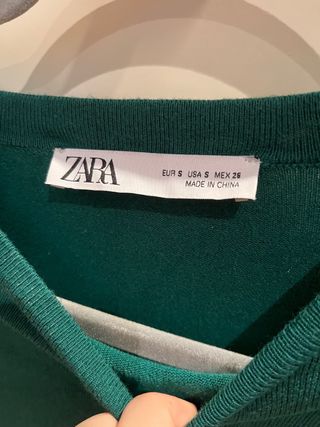 ZARA
EUR S USA S MEX 26
MADE IN CHINA